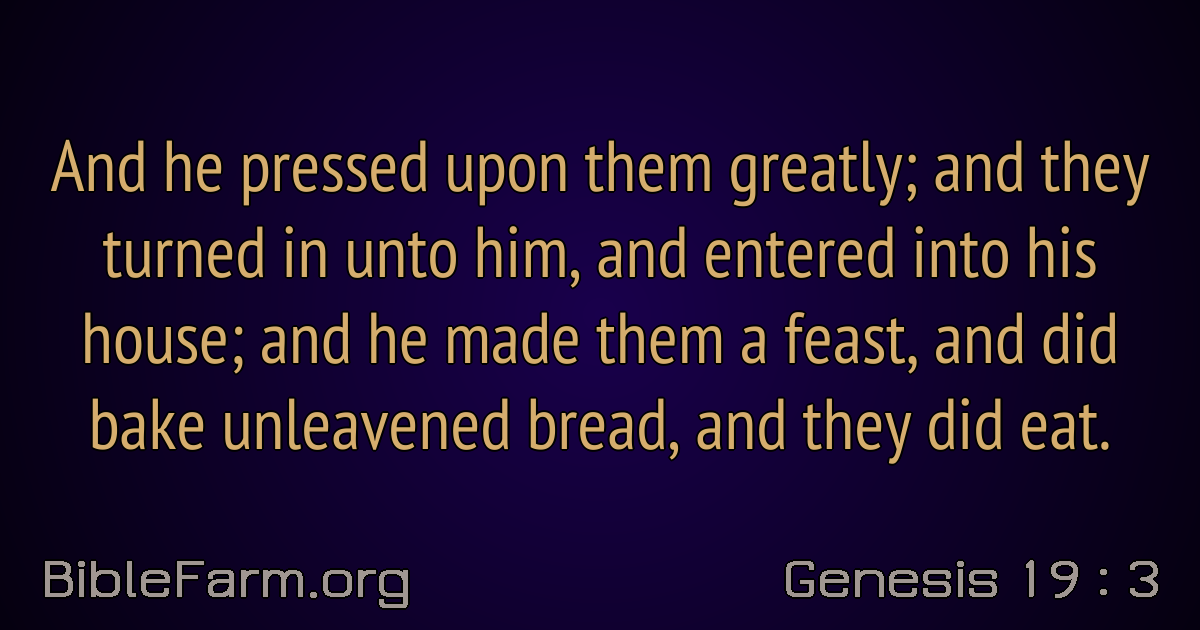 And he pressed upon them greatly; and they
turned in unto him, and entered into his
house; and he made them a feast, and did
bake unleavened bread, and they did eat.
BibleFarm.org
Genesis 19 : 3